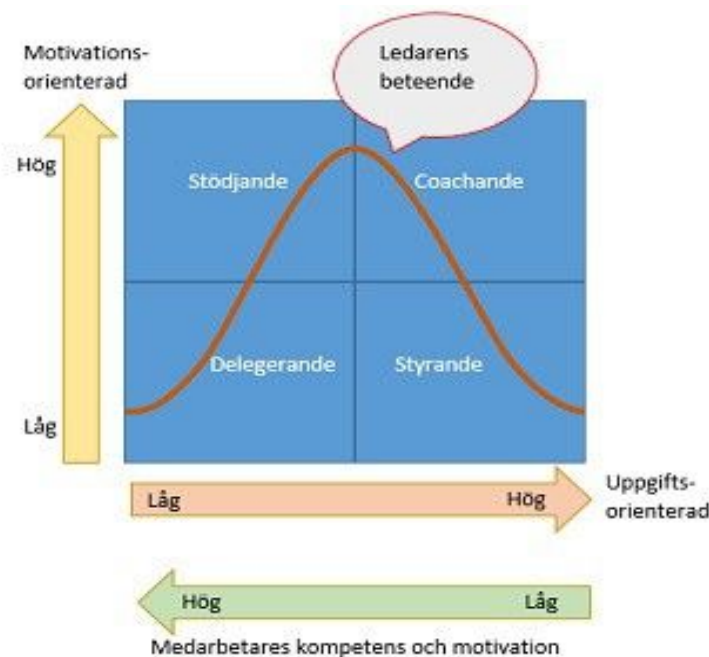 Motivations-
orienterad
Ledarens
beteende
Hög
Stödjande
Coachande
Delegerande
Styrande
Låg
Låg
Hög
Uppgifts-
orienterad
Hög
Låg
Medarbetares kompetens och motivation